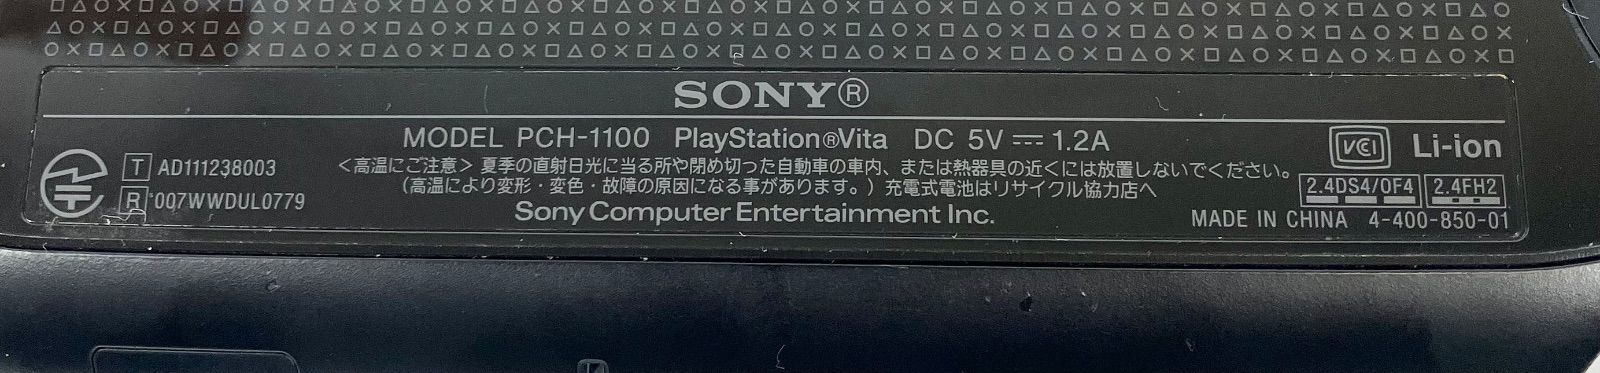 SONY®
MODEL PCH-1100 PlayStation®Vita DC 5V ⎓ 1.2A
VCI Li-ion
T AD111238003
R 007WWDUL0779
<高温にご注意> 夏季の直射日光に当る所や閉め切った自動車の車内、または熱器具の近くには放置しないでください。
(高温により変形・変色・故障の原因になる事があります。) 充電式電池はリサイクル協力店へ
Sony Computer Entertainment Inc.
2.4DS4/OF4 2.4FH2
MADE IN CHINA 4-400-850-01